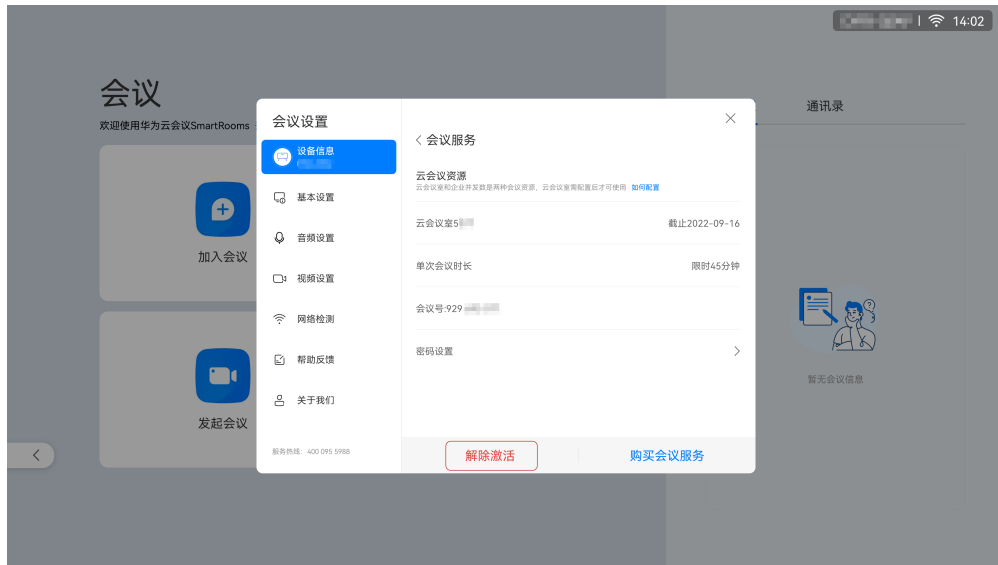 14:02
会议
欢迎使用华为云会议SmartRooms
加入会议
发起会议
通讯录
暂无会议信息
会议设置
设备信息
基本设置
音频设置
视频设置
网络检测
帮助反馈
关于我们
服务热线: 400 095 5988
会议服务
云会议资源
云会议室和企业并发数是两种会议资源, 云会议室需配置后才可使用 如何配置
云会议室5 截止2022-09-16
单次会议时长 限时45分钟
会议号:929
密码设置
解除激活 购买会议服务